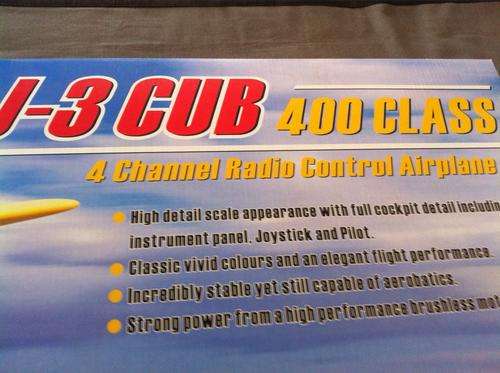 J-3 CUB 400 CLASS
4 Channel Radio Control Airplane
High detail scale appearance with full cockpit detail includin
instrument panel, Joystick and Pilot.
Classic vivid colours and an elegant flight performance.
Incredibly stable yet still capable of aerobatics.
Strong power from a high performance brushless mot